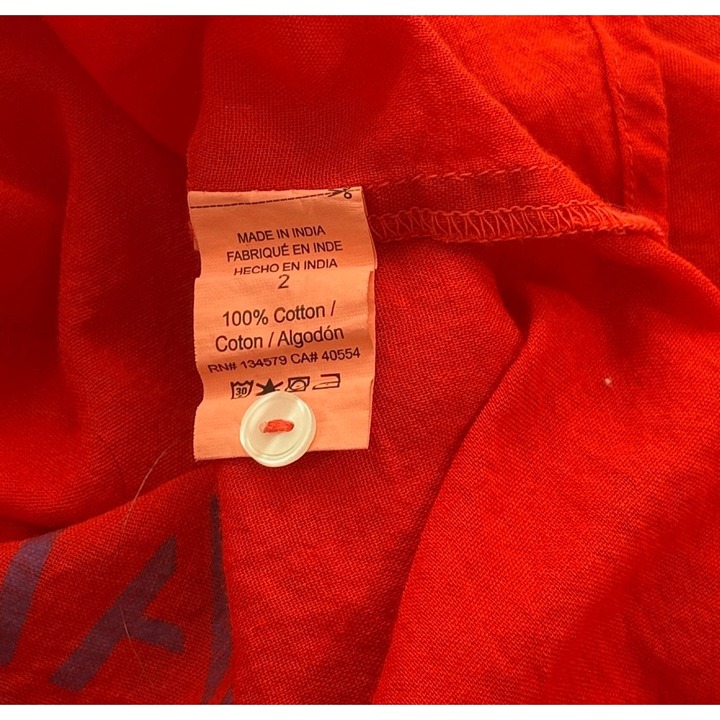 MADE IN INDIA
FABRIQUÉ EN INDE
HECHO EN INDIA
2
100% Cotton /
Coton / Algodón
RN# 134579 CA# 40554
30